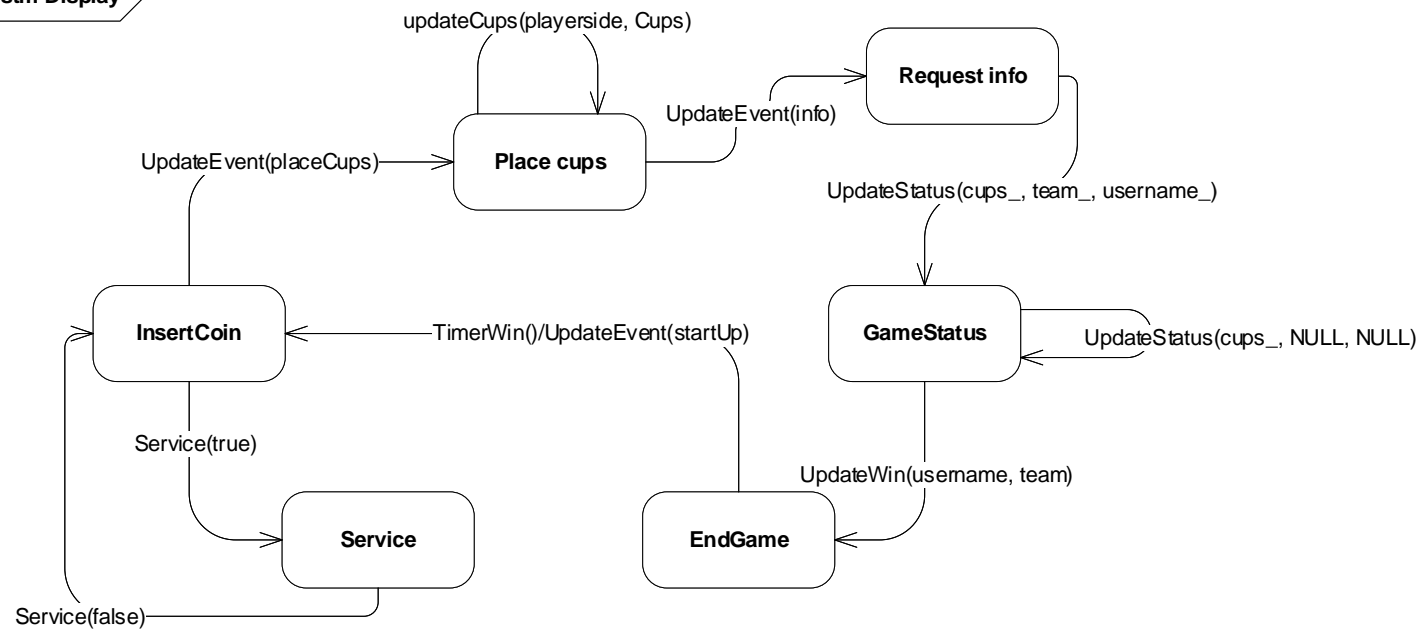 stm Display
updateCups(playerside, Cups)
Request info
UpdateEvent(info)
UpdateEvent(placeCups)
Place cups
UpdateStatus(cups_, team_, username_)
InsertCoin
TimerWin()/UpdateEvent(startUp)
GameStatus
UpdateStatus(cups_, NULL, NULL)
Service(true)
UpdateWin(username, team)
Service
EndGame
Service(false)